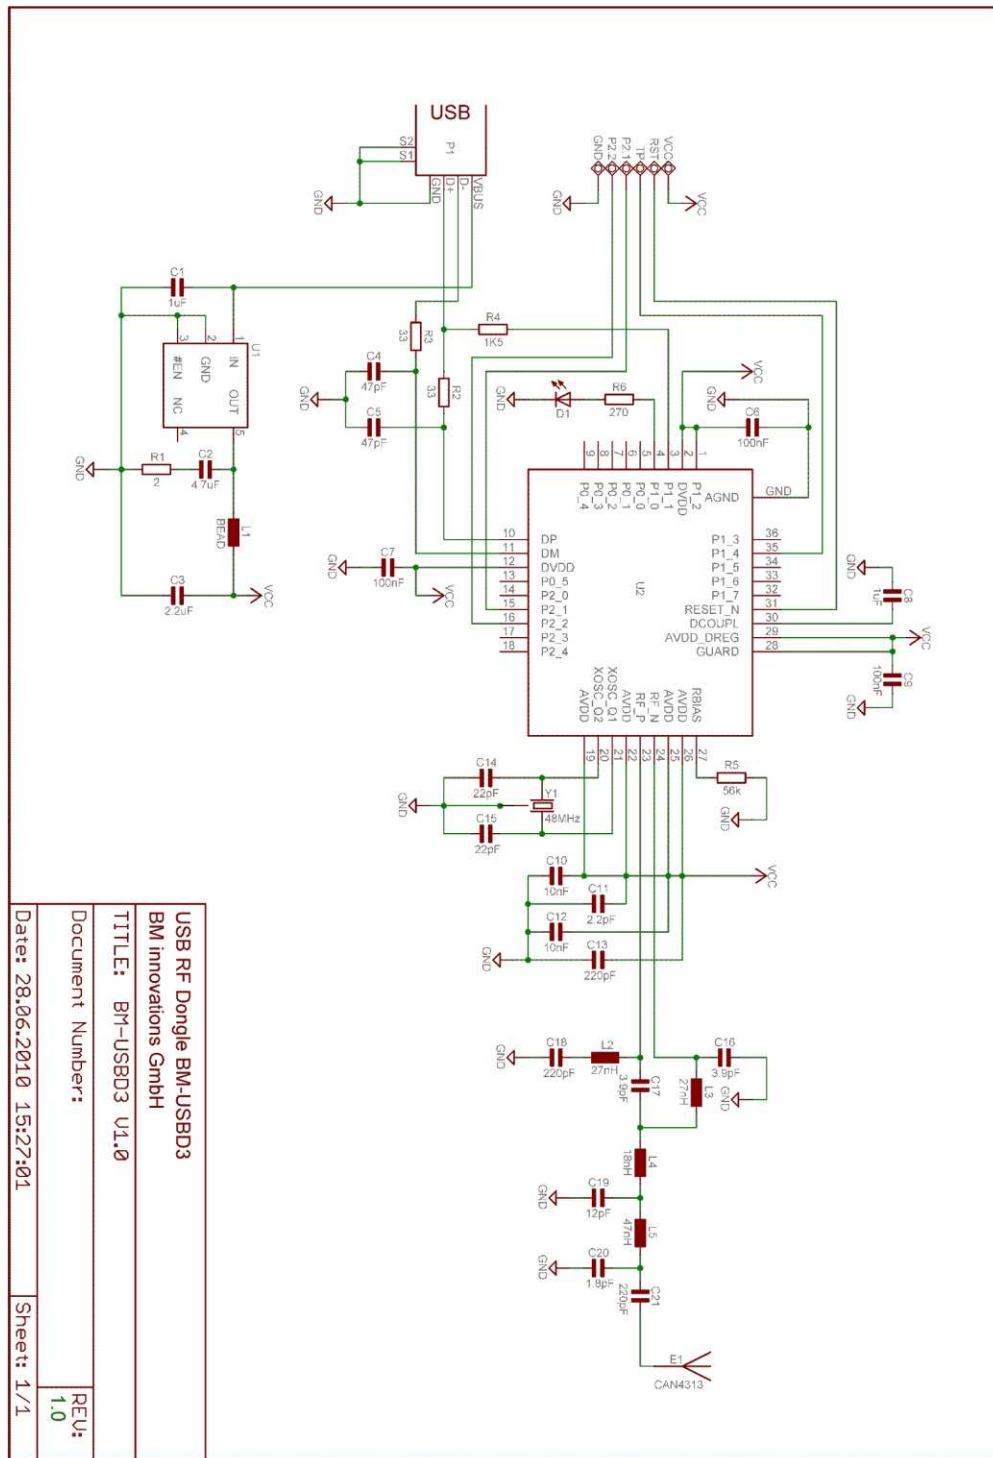 USB
P1
S2
S1
GND
D+
D-
VBUS
GND
GND
P2.2
P2.1
TP
RST
VCC
GND
VCC
C1
1uF
U1
3
2
1
#EN
GND
IN
NC
OUT
4
5
GND
R1
2
C2
4.7uF
L1
BEAD
C3
2.2uF
VCC
R3
33
R4
1K5
C4
47pF
R2
33
GND
C5
47pF
GND
D1
R6
270
VCC
GND
C6
100nF
9
8
7
6
5
4
3
2
1
P0_4
P0_3
P0_2
P0_1
P0_0
P1_0
P1_1
DVDD
P1_2
AGND
GND
10
DP
11
DM
12
DVDD
13
P0_5
14
P2_0
15
P2_1
16
P2_2
17
P2_3
18
P2_4
U2
P1_3
36
P1_4
35
P1_5
34
P1_6
33
P1_7
32
RESET_N
31
DCOUPL
30
AVDD_DREG
29
GUARD
28
GND
C7
100nF
VCC
GND
C8
1uF
VCC
C9
100nF
GND
AVDD
XOSC_Q2
XOSC_Q1
AVDD
RF_P
RF_N
AVDD
AVDD
RBIAS
19
20
21
22
23
24
25
26
27
R5
56k
GND
C14
22pF
Y1
48MHz
GND
C15
22pF
C10
10nF
VCC
C11
2.2pF
C12
10nF
C13
220pF
GND
GND
C18
220pF
L2
27nH
C17
3.9pF
C16
3.9pF
L3
27nH
GND
L4
18nH
GND
C19
12pF
L5
47nH
GND
C20
1.8pF
C21
220pF
E1
CAN4313
USB RF Dongle BM-USBD3
BM innovations GmbH
TITLE: BM-USBD3 V1.0
Document Number:
REV:
1.0
Date: 28.06.2010 15:27:01
Sheet: 1/1